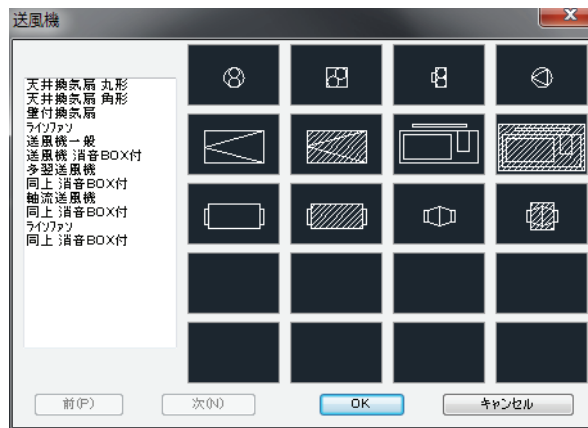 送風機
天井換気扇 丸形
天井換気扇 角形
壁付換気扇
ﾗｲﾝﾌｧﾝ
送風機一般
送風機 消音BOX付
多翌送風機
同上 消音BOX付
軸流送風機
同上 消音BOX付
ﾗｲﾝﾌｧﾝ
同上 消音BOX付
前(P)
次(N)
OK
キャンセル